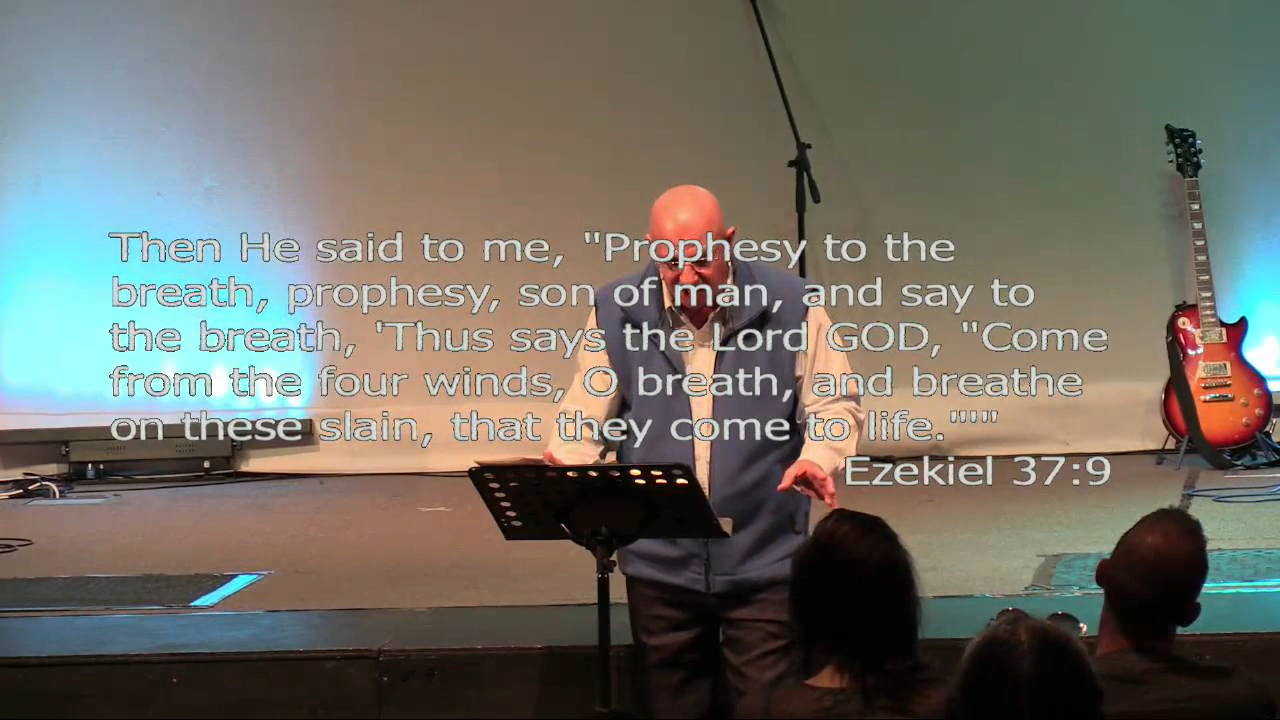 Then He said to me, "Prophesy to the
breath, prophesy, son of man, and say to
the breath, 'Thus says the Lord GOD, "Come
from the four winds, O breath, and breathe
on these slain, that they come to life."'"
Ezekiel 37:9